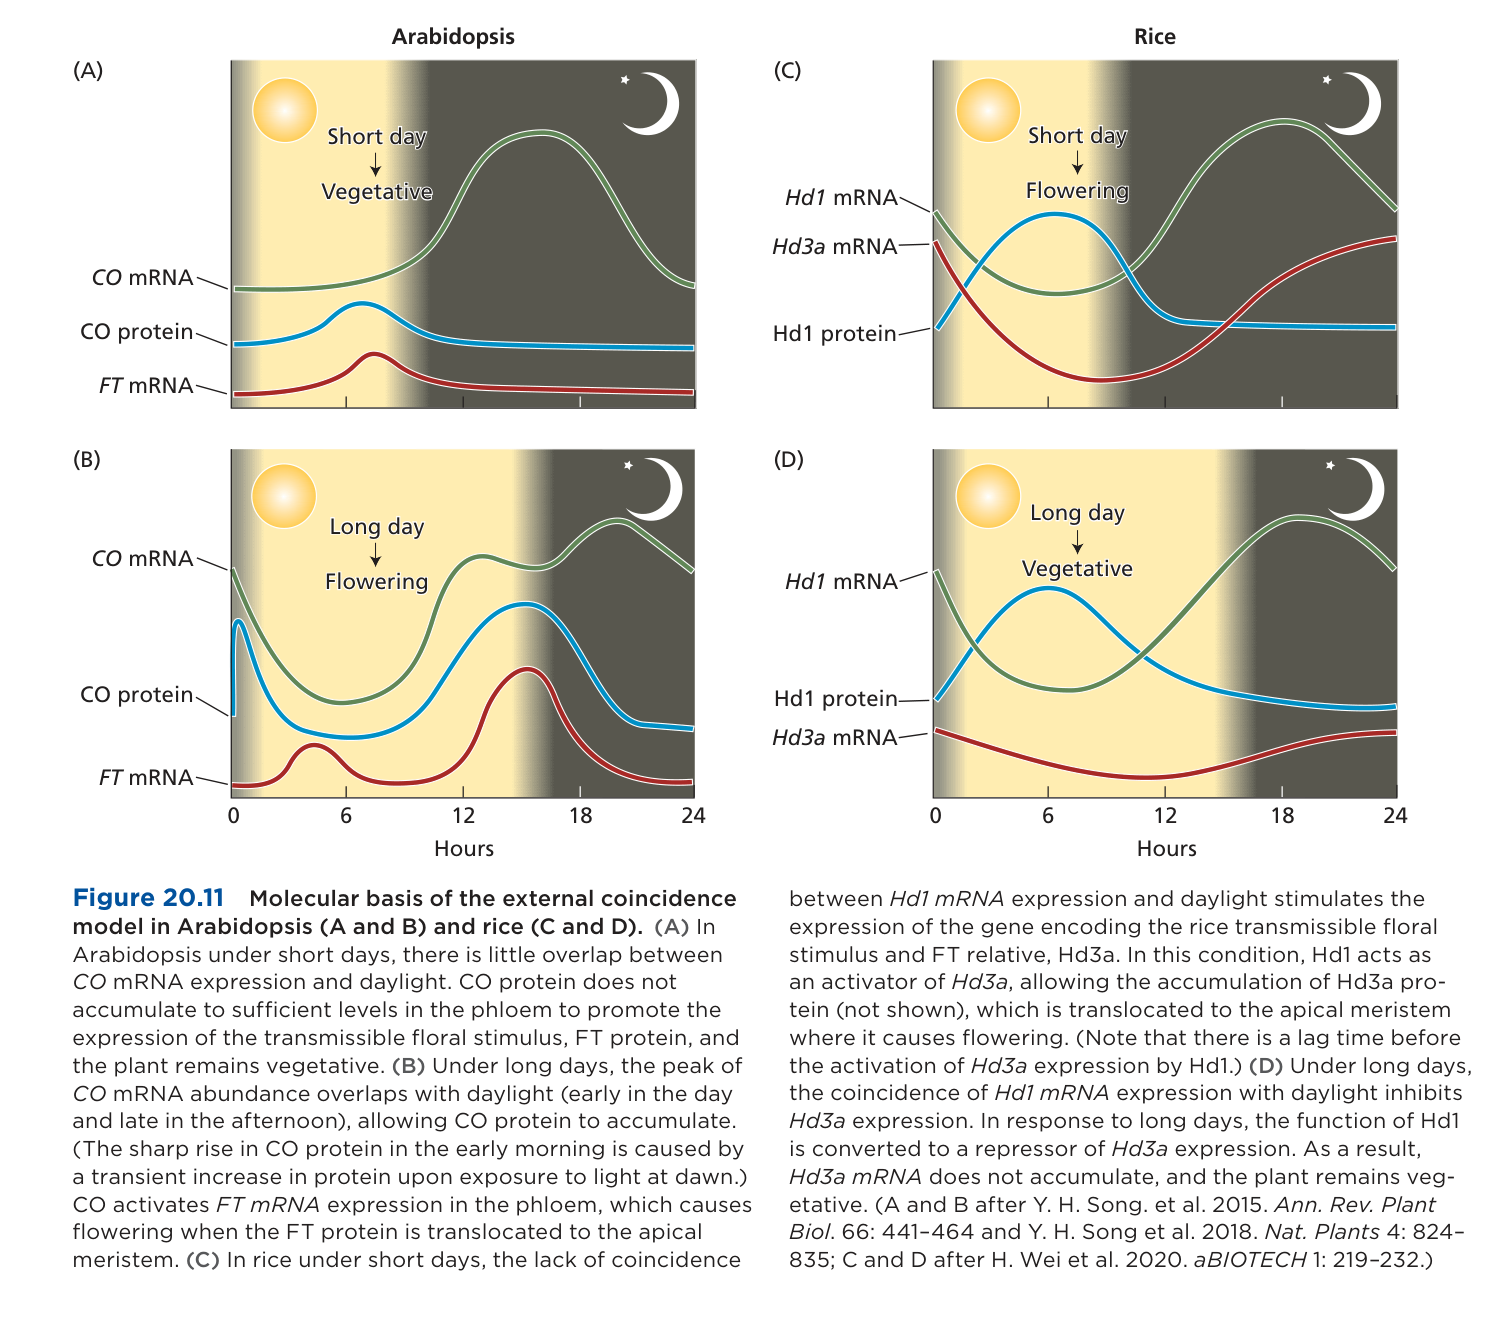 Arabidopsis
(A)
Short day
Vegetative
CO mRNA
CO protein
FT mRNA
(B)
Long day
Flowering
CO mRNA
CO protein
FT mRNA
0 6 12 18 24
Hours
Rice
(C)
Short day
Flowering
Hd1 mRNA
Hd3a mRNA
Hd1 protein
(D)
Long day
Vegetative
Hd1 mRNA
Hd1 protein
Hd3a mRNA
0 6 12 18 24
Hours
Figure 20.11 Molecular basis of the external coincidence
model in Arabidopsis (A and B) and rice (C and D). (A) In
Arabidopsis under short days, there is little overlap between
CO mRNA expression and daylight. CO protein does not
accumulate to sufficient levels in the phloem to promote the
expression of the transmissible floral stimulus, FT protein, and
the plant remains vegetative. (B) Under long days, the peak of
CO mRNA abundance overlaps with daylight (early in the day
and late in the afternoon), allowing CO protein to accumulate.
(The sharp rise in CO protein in the early morning is caused by
a transient increase in protein upon exposure to light at dawn.)
CO activates FT mRNA expression in the phloem, which causes
flowering when the FT protein is translocated to the apical
meristem. (C) In rice under short days, the lack of coincidence
between Hd1 mRNA expression and daylight stimulates the
expression of the gene encoding the rice transmissible floral
stimulus and FT relative, Hd3a. In this condition, Hd1 acts as
an activator of Hd3a, allowing the accumulation of Hd3a pro-
tein (not shown), which is translocated to the apical meristem
where it causes flowering. (Note that there is a lag time before
the activation of Hd3a expression by Hd1.) (D) Under long days,
the coincidence of Hd1 mRNA expression with daylight inhibits
Hd3a expression. In response to long days, the function of Hd1
is converted to a repressor of Hd3a expression. As a result,
Hd3a mRNA does not accumulate, and the plant remains veg-
etative. (A and B after Y. H. Song. et al. 2015. Ann. Rev. Plant
Biol. 66: 441–464 and Y. H. Song et al. 2018. Nat. Plants 4: 824–
835; C and D after H. Wei et al. 2020. aBIOTECH 1: 219–232.)